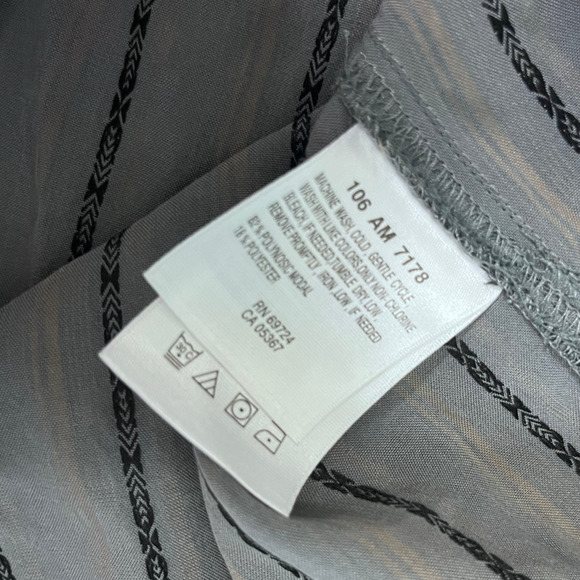 106 AM 7178
MACHINE WASH, COLD, GENTLE CYCLE
WASH WITH LIKE COLORS,ONLY NON-CHLORINE
BLEACH, IF NEEDED TUMBLE DRY LOW,
REMOVE PROMPTLY, IRON ,LOW, IF NEEDED
82 % POLYNOSIC MODAL
18 % POLYESTER
RN 69724
CA 05367
30°C